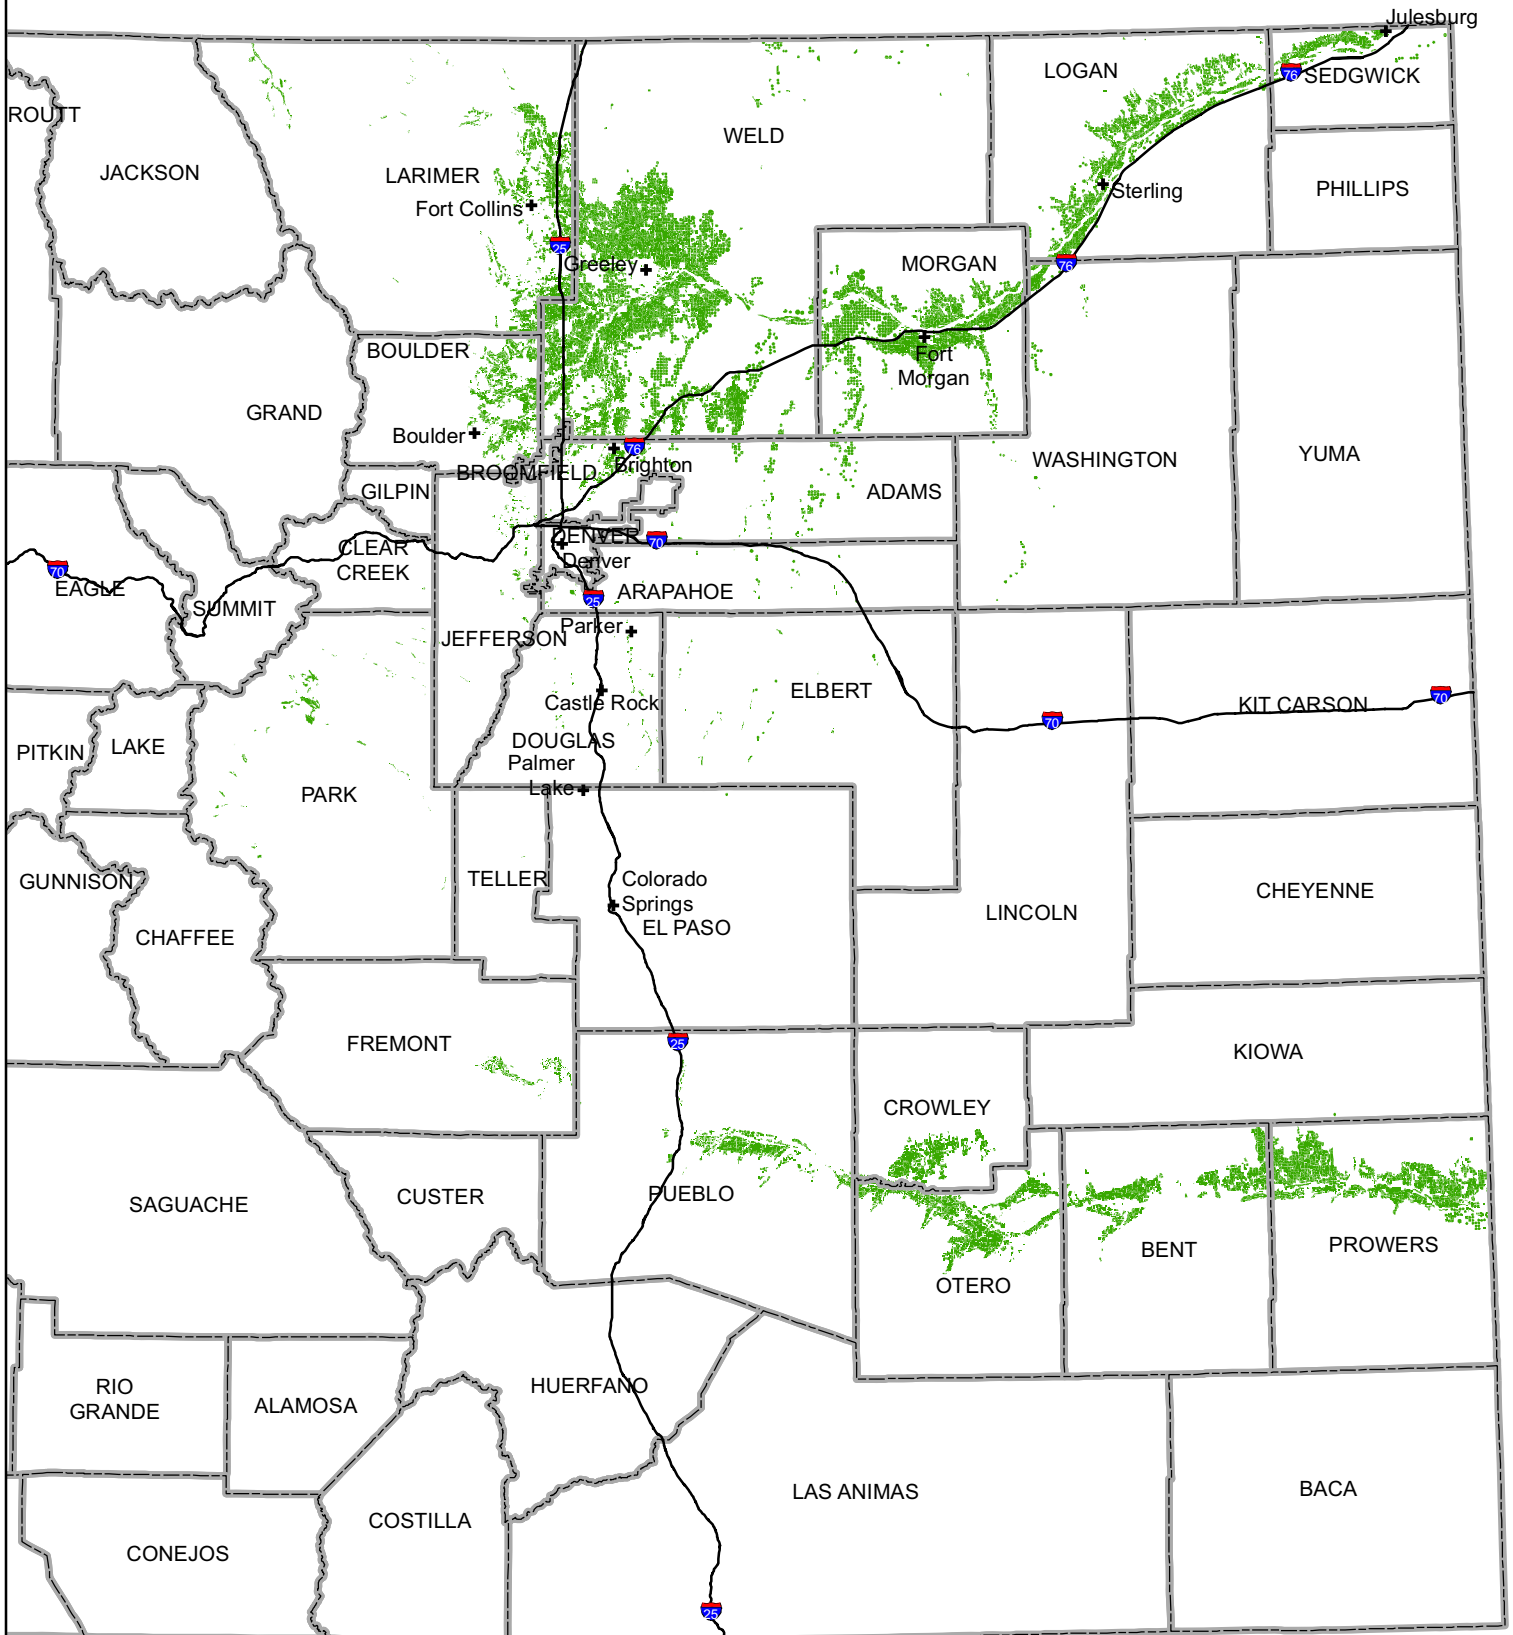 Julesburg
LOGAN
76
SEDGWICK
ROUTT
WELD
JACKSON
LARIMER
Sterling
PHILLIPS
Fort Collins
25
Greeley
MORGAN
76
BOULDER
Fort
Morgan
GRAND
Boulder
76
BROOMFIELD
Brighton
WASHINGTON
YUMA
GILPIN
ADAMS
DENVER
70
CLEAR
CREEK
Denver
70
EAGLE
ARAPAHOE
25
SUMMIT
Parker
JEFFERSON
ELBERT
70
Castle Rock
KIT CARSON
70
DOUGLAS
PITKIN
LAKE
Palmer
Lake
PARK
GUNNISON
TELLER
Colorado
Springs
CHEYENNE
LINCOLN
EL PASO
CHAFFEE
FREMONT
25
KIOWA
CROWLEY
SAGUACHE
CUSTER
PUEBLO
BENT
PROWERS
OTERO
RIO
GRANDE
ALAMOSA
HUERFANO
LAS ANIMAS
BACA
COSTILLA
CONEJOS
25